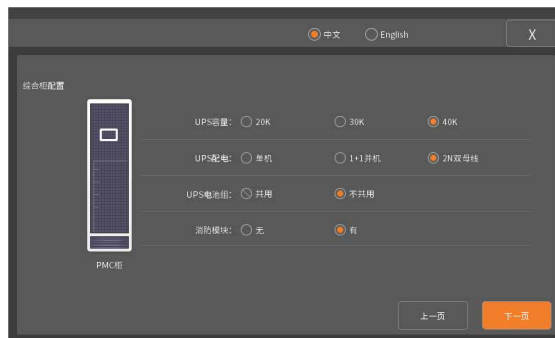 中文 English X
综合柜配置
UPS容量: 20K 30K 40K
UPS配电: 单机 1+1并机 2N双母线
UPS电池组: 共用 不共用
消防模块: 无 有
PMC柜
上一页 下一页